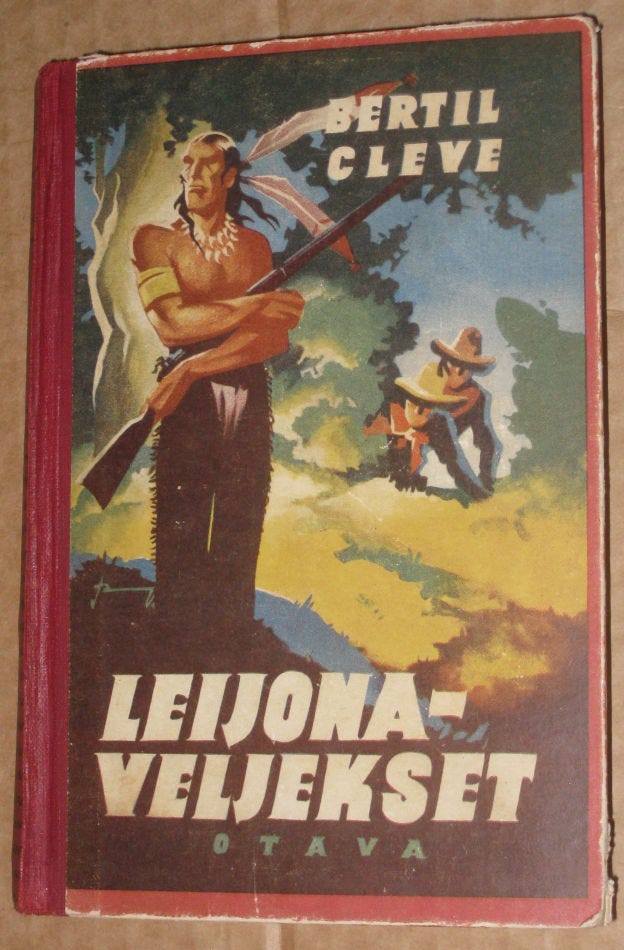 BERTIL
CLEVE
LEIJONA-
VELJEKSET
OTAVA